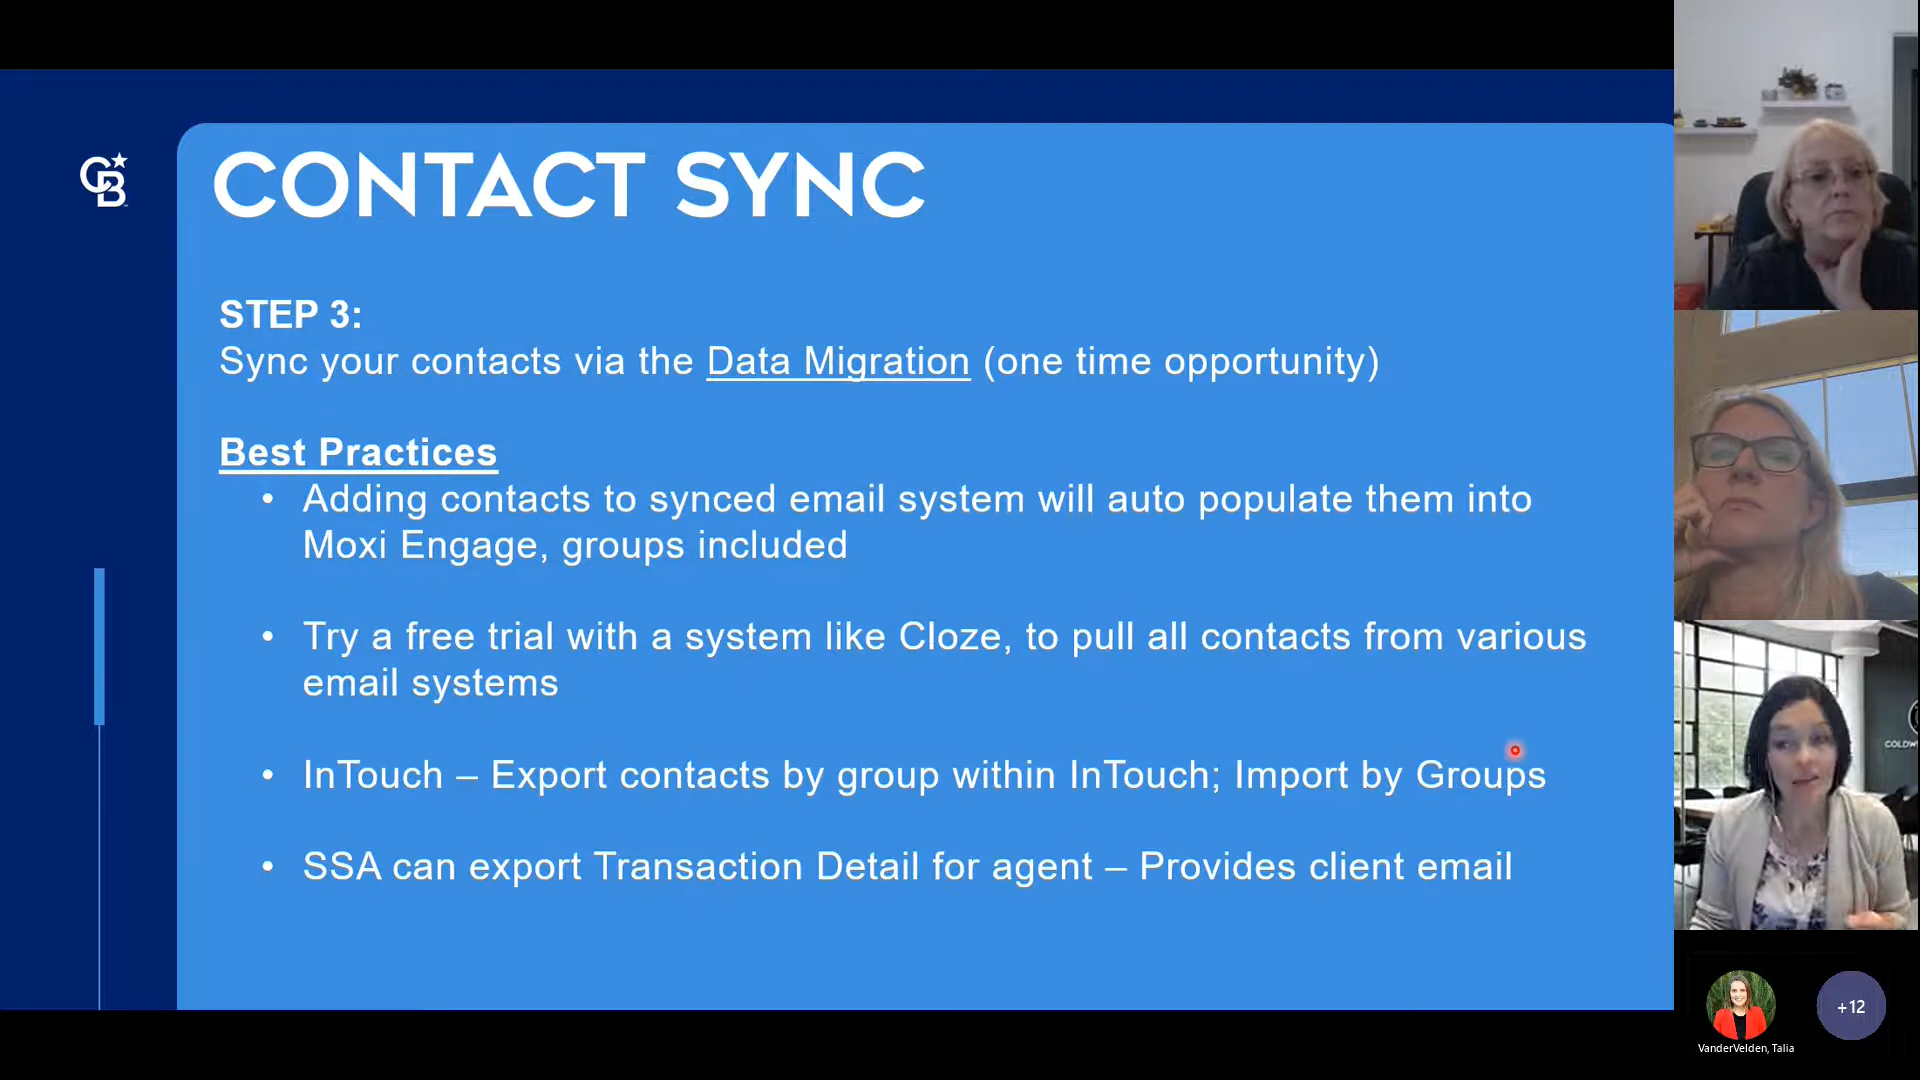 CB
CONTACT SYNC
STEP 3:
Sync your contacts via the Data Migration (one time opportunity)
Best Practices
• Adding contacts to synced email system will auto populate them into
Moxi Engage, groups included
• Try a free trial with a system like Cloze, to pull all contacts from various
email systems
• InTouch – Export contacts by group within InTouch; Import by Groups
• SSA can export Transaction Detail for agent – Provides client email
COLDW
+12
VanderVelden, Talia